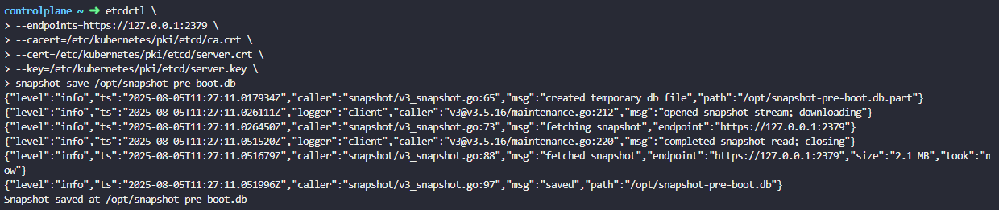 controlplane ~ ➜ etcdctl \
> --endpoints=https://127.0.0.1:2379 \
> --cacert=/etc/kubernetes/pki/etcd/ca.crt \
> --cert=/etc/kubernetes/pki/etcd/server.crt \
> --key=/etc/kubernetes/pki/etcd/server.key \
> snapshot save /opt/snapshot-pre-boot.db
{"level":"info","ts":"2025-08-05T11:27:11.017934Z","caller":"snapshot/v3_snapshot.go:65","msg":"created temporary db file","path":"/opt/snapshot-pre-boot.db.part"}
{"level":"info","ts":"2025-08-05T11:27:11.026111Z","logger":"client","caller":"v3@v3.5.16/maintenance.go:212","msg":"opened snapshot stream; downloading"}
{"level":"info","ts":"2025-08-05T11:27:11.026450Z","caller":"snapshot/v3_snapshot.go:73","msg":"fetching snapshot","endpoint":"https://127.0.0.1:2379"}
{"level":"info","ts":"2025-08-05T11:27:11.051520Z","logger":"client","caller":"v3@v3.5.16/maintenance.go:220","msg":"completed snapshot read; closing"}
{"level":"info","ts":"2025-08-05T11:27:11.051679Z","caller":"snapshot/v3_snapshot.go:88","msg":"fetched snapshot","endpoint":"https://127.0.0.1:2379","size":"2.1 MB","took":"n
ow"}
{"level":"info","ts":"2025-08-05T11:27:11.051996Z","caller":"snapshot/v3_snapshot.go:97","msg":"saved","path":"/opt/snapshot-pre-boot.db"}
Snapshot saved at /opt/snapshot-pre-boot.db